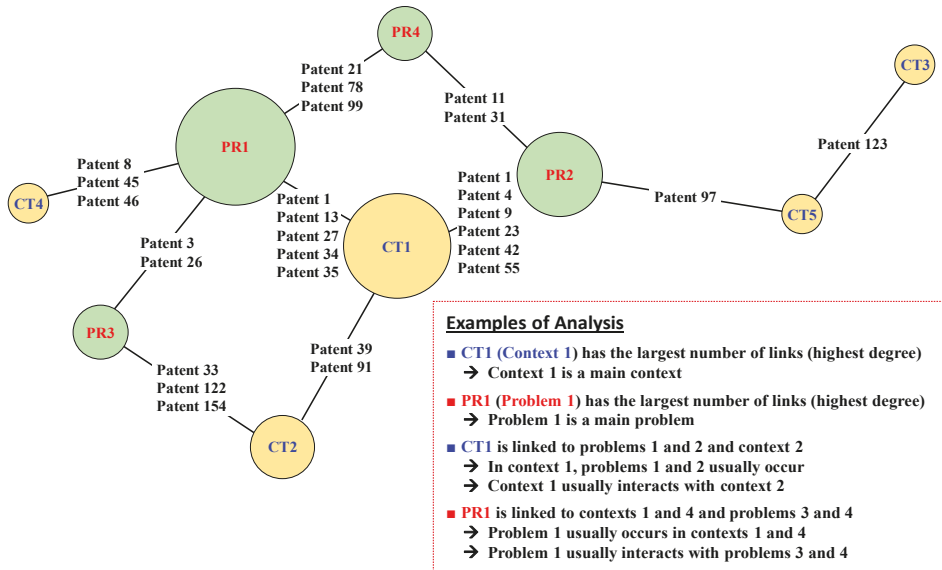 PR4
CT3
Patent 21
Patent 78
Patent 99
Patent 11
Patent 31
PR1
Patent 123
Patent 8
Patent 45
Patent 46
CT4
Patent 1
Patent 13
Patent 27
Patent 34
Patent 35
CT1
Patent 1
Patent 4
Patent 9
Patent 23
Patent 42
Patent 55
PR2
Patent 97
CT5
Patent 3
Patent 26
PR3
Patent 39
Patent 91
Patent 33
Patent 122
Patent 154
CT2
Examples of Analysis
■ CT1 (Context 1) has the largest number of links (highest degree)
→ Context 1 is a main context
■ PR1 (Problem 1) has the largest number of links (highest degree)
→ Problem 1 is a main problem
■ CT1 is linked to problems 1 and 2 and context 2
→ In context 1, problems 1 and 2 usually occur
→ Context 1 usually interacts with context 2
■ PR1 is linked to contexts 1 and 4 and problems 3 and 4
→ Problem 1 usually occurs in contexts 1 and 4
→ Problem 1 usually interacts with problems 3 and 4